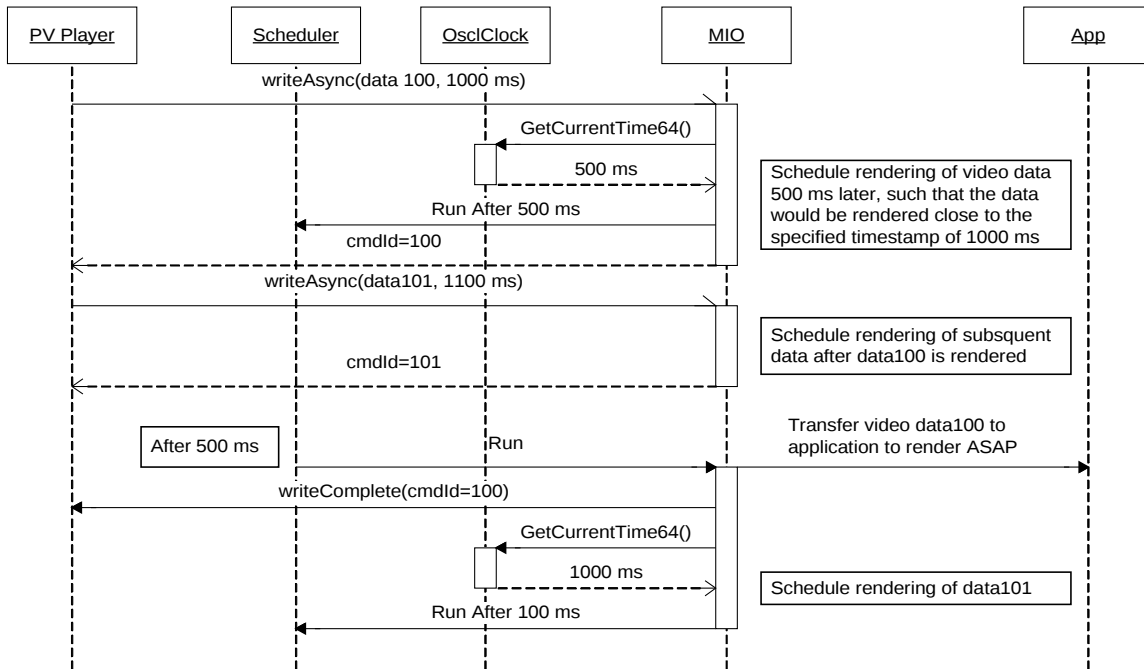 PV Player
Scheduler
OsclClock
MIO
App
writeAsync(data 100, 1000 ms)
GetCurrentTime64()
500 ms
Schedule rendering of video data
500 ms later, such that the data
would be rendered close to the
specified timestamp of 1000 ms
Run After 500 ms
cmdId=100
writeAsync(data101, 1100 ms)
Schedule rendering of subsquent
data after data100 is rendered
cmdId=101
After 500 ms
Run
Transfer video data100 to
application to render ASAP
writeComplete(cmdId=100)
GetCurrentTime64()
1000 ms
Schedule rendering of data101
Run After 100 ms